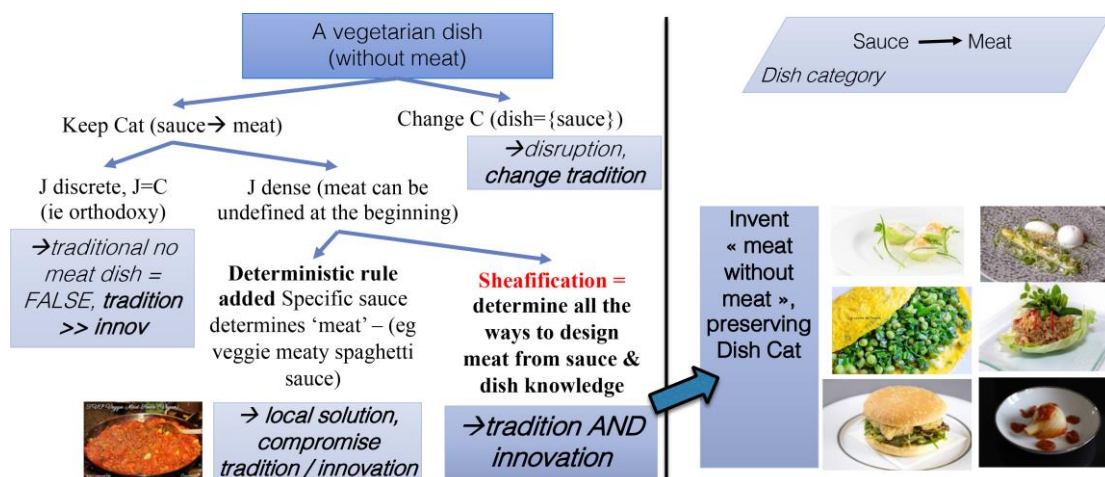 A vegetarian dish
(without meat)
Keep Cat (sauce→ meat)
Change C (dish={sauce})
→disruption,
change tradition
J discrete, J=C
(ie orthodoxy)
J dense (meat can be
undefined at the beginning)
→traditional no
meat dish =
FALSE, tradition
>> innov
Deterministic rule
added Specific sauce
determines ‘meat’ – (eg
veggie meaty spaghetti
sauce)
Sheafification =
determine all the
ways to design
meat from sauce &
dish knowledge
→ local solution,
compromise
tradition / innovation
→tradition AND
innovation
Sauce → Meat
Dish category
Invent
« meat
without
meat »,
preserving
Dish Cat